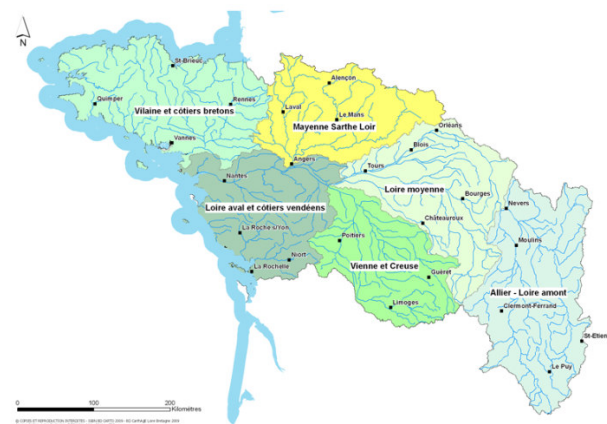 N
St-Brieuc
Alençon
Quimper
Rennes
Laval
Vilaine et côtiers bretons
Le Mans
Mayenne Sarthe Loir
Orléans
Vannes
Blois
Angers
Tours
Nantes
Loire moyenne
Bourges
Nevers
Loire aval et côtiers vendéens
Châteauroux
La Roche s/Yon
Poitiers
Moulins
Niort
Vienne et Creuse
La Rochelle
Guéret
Allier - Loire amont
Limoges
Clermont-Ferrand
St-Etien
Le Puy
0 100 200
Kilomètres